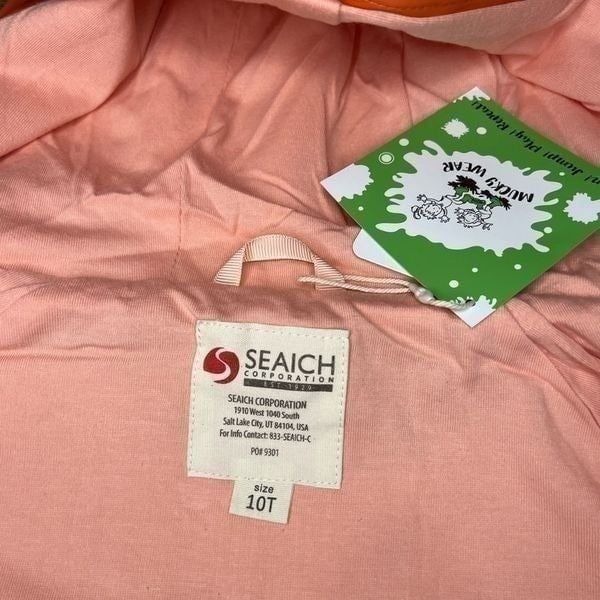 n! Jump! Play! Repeat!
MUCKY WEAR
SEAICH
CORPORATION
EST 1929
SEAICH CORPORATION
1910 West 1040 South
Salt Lake City, UT 84104, USA
For Info Contact: 833-SEAICH-C
PO# 9301
size
10T